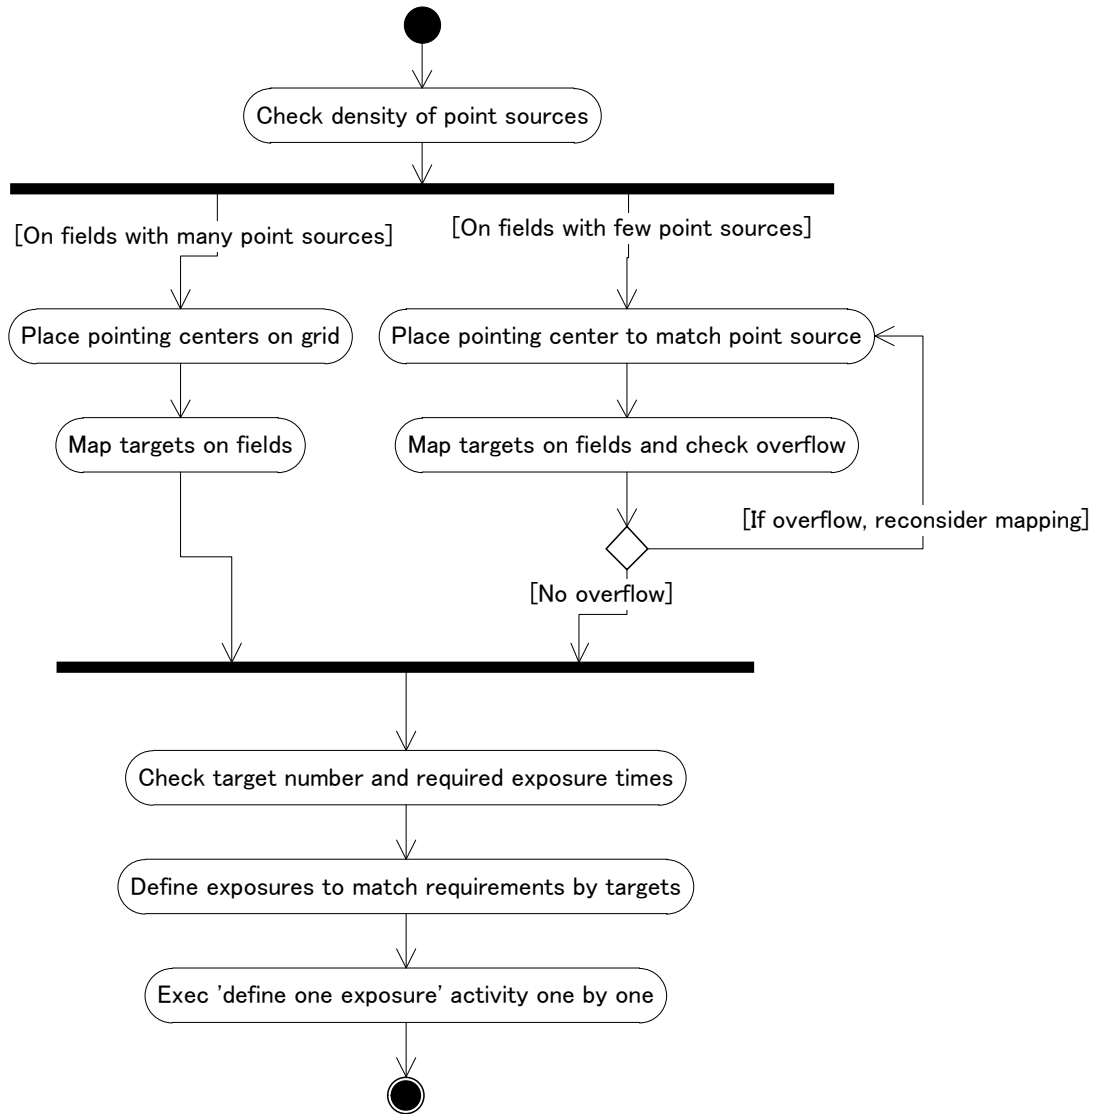 Check density of point sources
[On fields with many point sources]
[On fields with few point sources]
Place pointing centers on grid
Place pointing center to match point source
Map targets on fields
Map targets on fields and check overflow
[If overflow, reconsider mapping]
[No overflow]
Check target number and required exposure times
Define exposures to match requirements by targets
Exec 'define one exposure' activity one by one